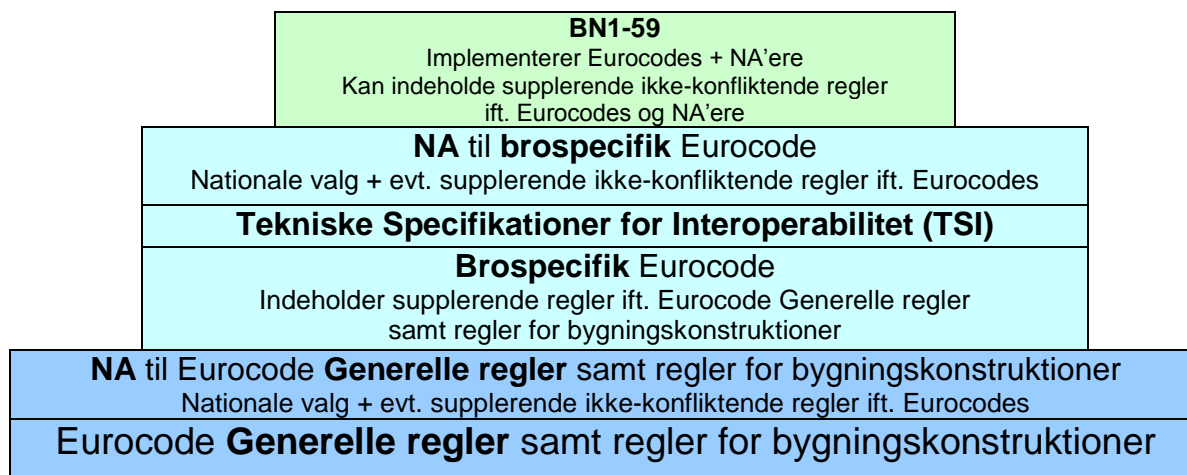 BN1-59
Implementerer Eurocodes + NA’ere
Kan indeholde supplerende ikke-konfliktende regler
ift. Eurocodes og NA’ere
NA til brospecifik Eurocode
Nationale valg + evt. supplerende ikke-konfliktende regler ift. Eurocodes
Tekniske Specifikationer for Interoperabilitet (TSI)
Brospecifik Eurocode
Indeholder supplerende regler ift. Eurocode Generelle regler
samt regler for bygningskonstruktioner
NA til Eurocode Generelle regler samt regler for bygningskonstruktioner
Nationale valg + evt. supplerende ikke-konfliktende regler ift. Eurocodes
Eurocode Generelle regler samt regler for bygningskonstruktioner